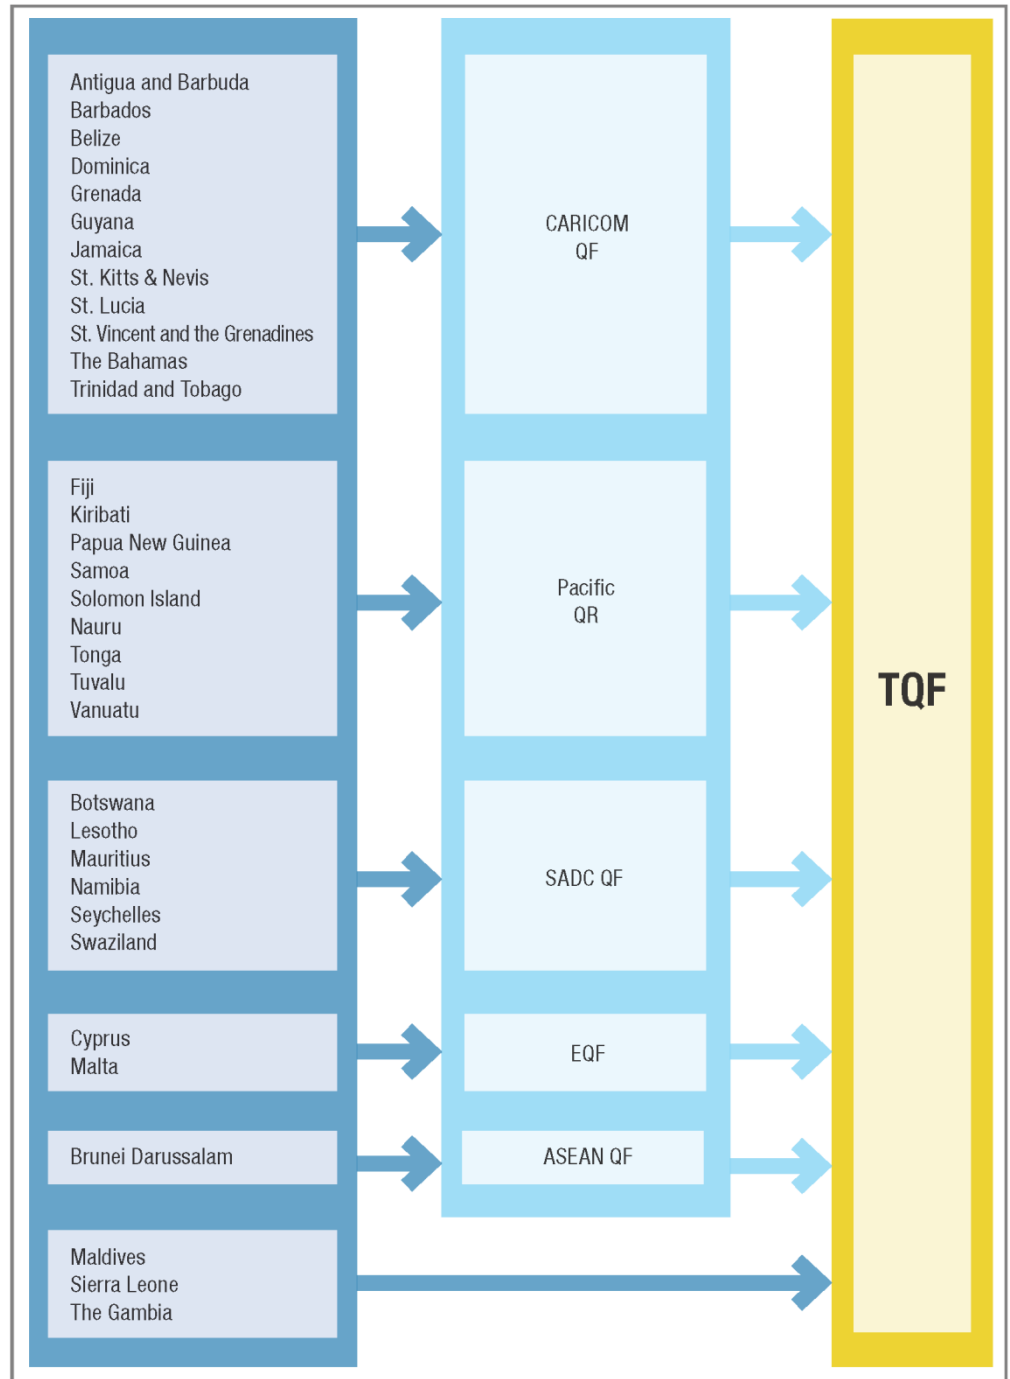 Antigua and Barbuda
Barbados
Belize
Dominica
Grenada
Guyana
Jamaica
St. Kitts & Nevis
St. Lucia
St. Vincent and the Grenadines
The Bahamas
Trinidad and Tobago
CARICOM
QF
Fiji
Kiribati
Papua New Guinea
Samoa
Solomon Island
Nauru
Tonga
Tuvalu
Vanuatu
Pacific
QR
Botswana
Lesotho
Mauritius
Namibia
Seychelles
Swaziland
SADC QF
Cyprus
Malta
EQF
Brunei Darussalam
ASEAN QF
Maldives
Sierra Leone
The Gambia
TQF